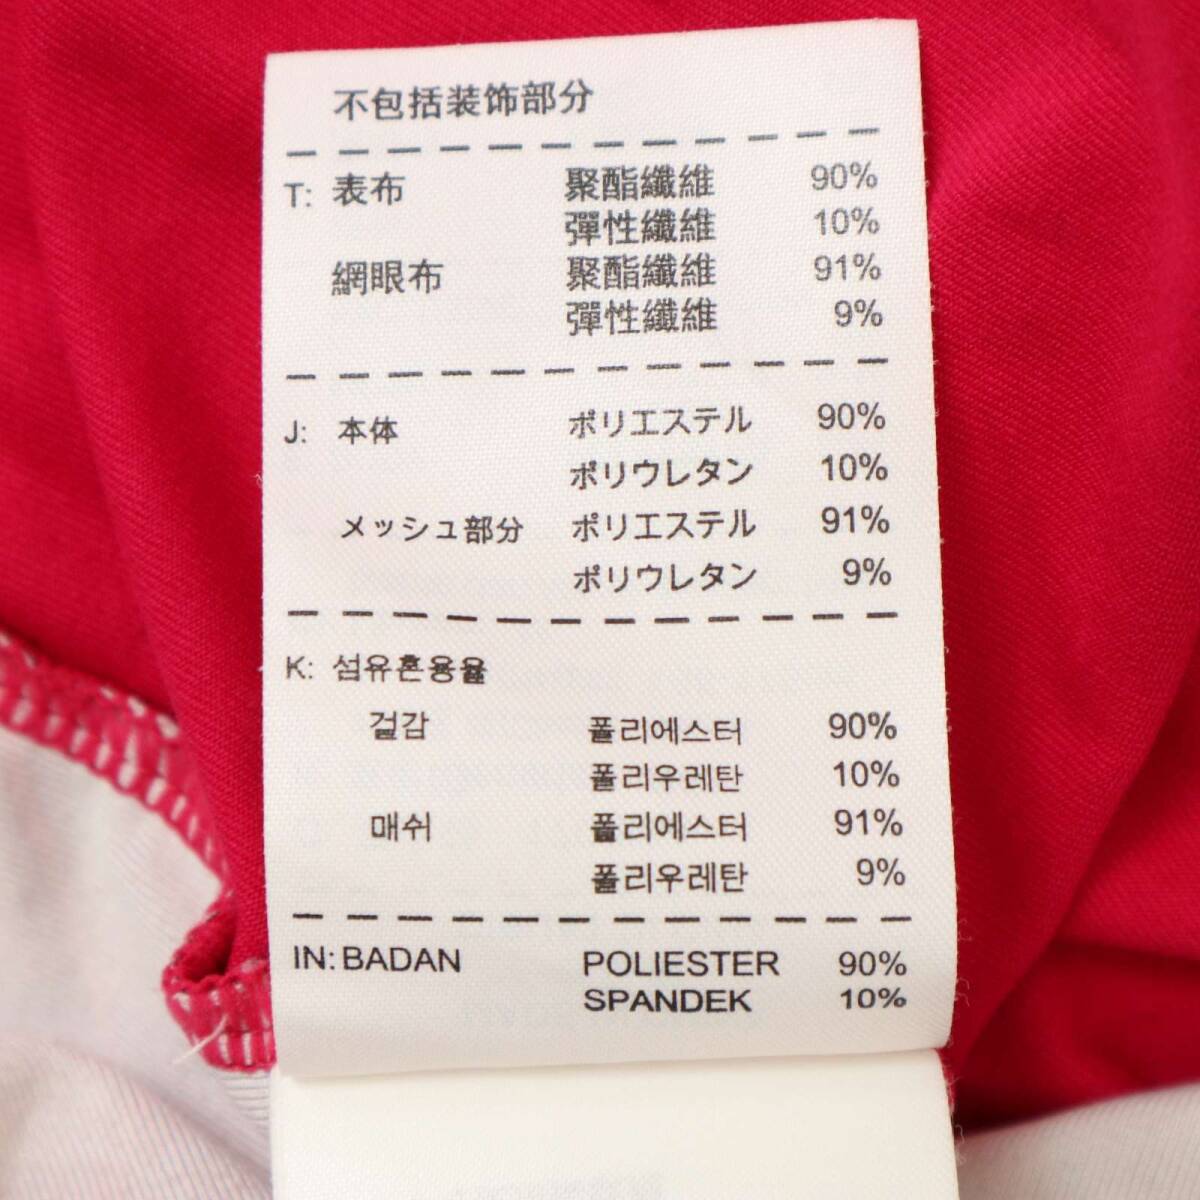 不包括装饰部分
T: 表布 聚酯纖維 90%
彈性纖維 10%
網眼布 聚酯纖維 91%
彈性纖維 9%
J: 本体 ポリエステル 90%
ポリウレタン 10%
メッシュ部分 ポリエステル 91%
ポリウレタン 9%
K: 섬유혼용율
겉감 폴리에스터 90%
폴리우레탄 10%
매쉬 폴리에스터 91%
폴리우레탄 9%
IN: BADAN POLIESTER 90%
SPANDEK 10%